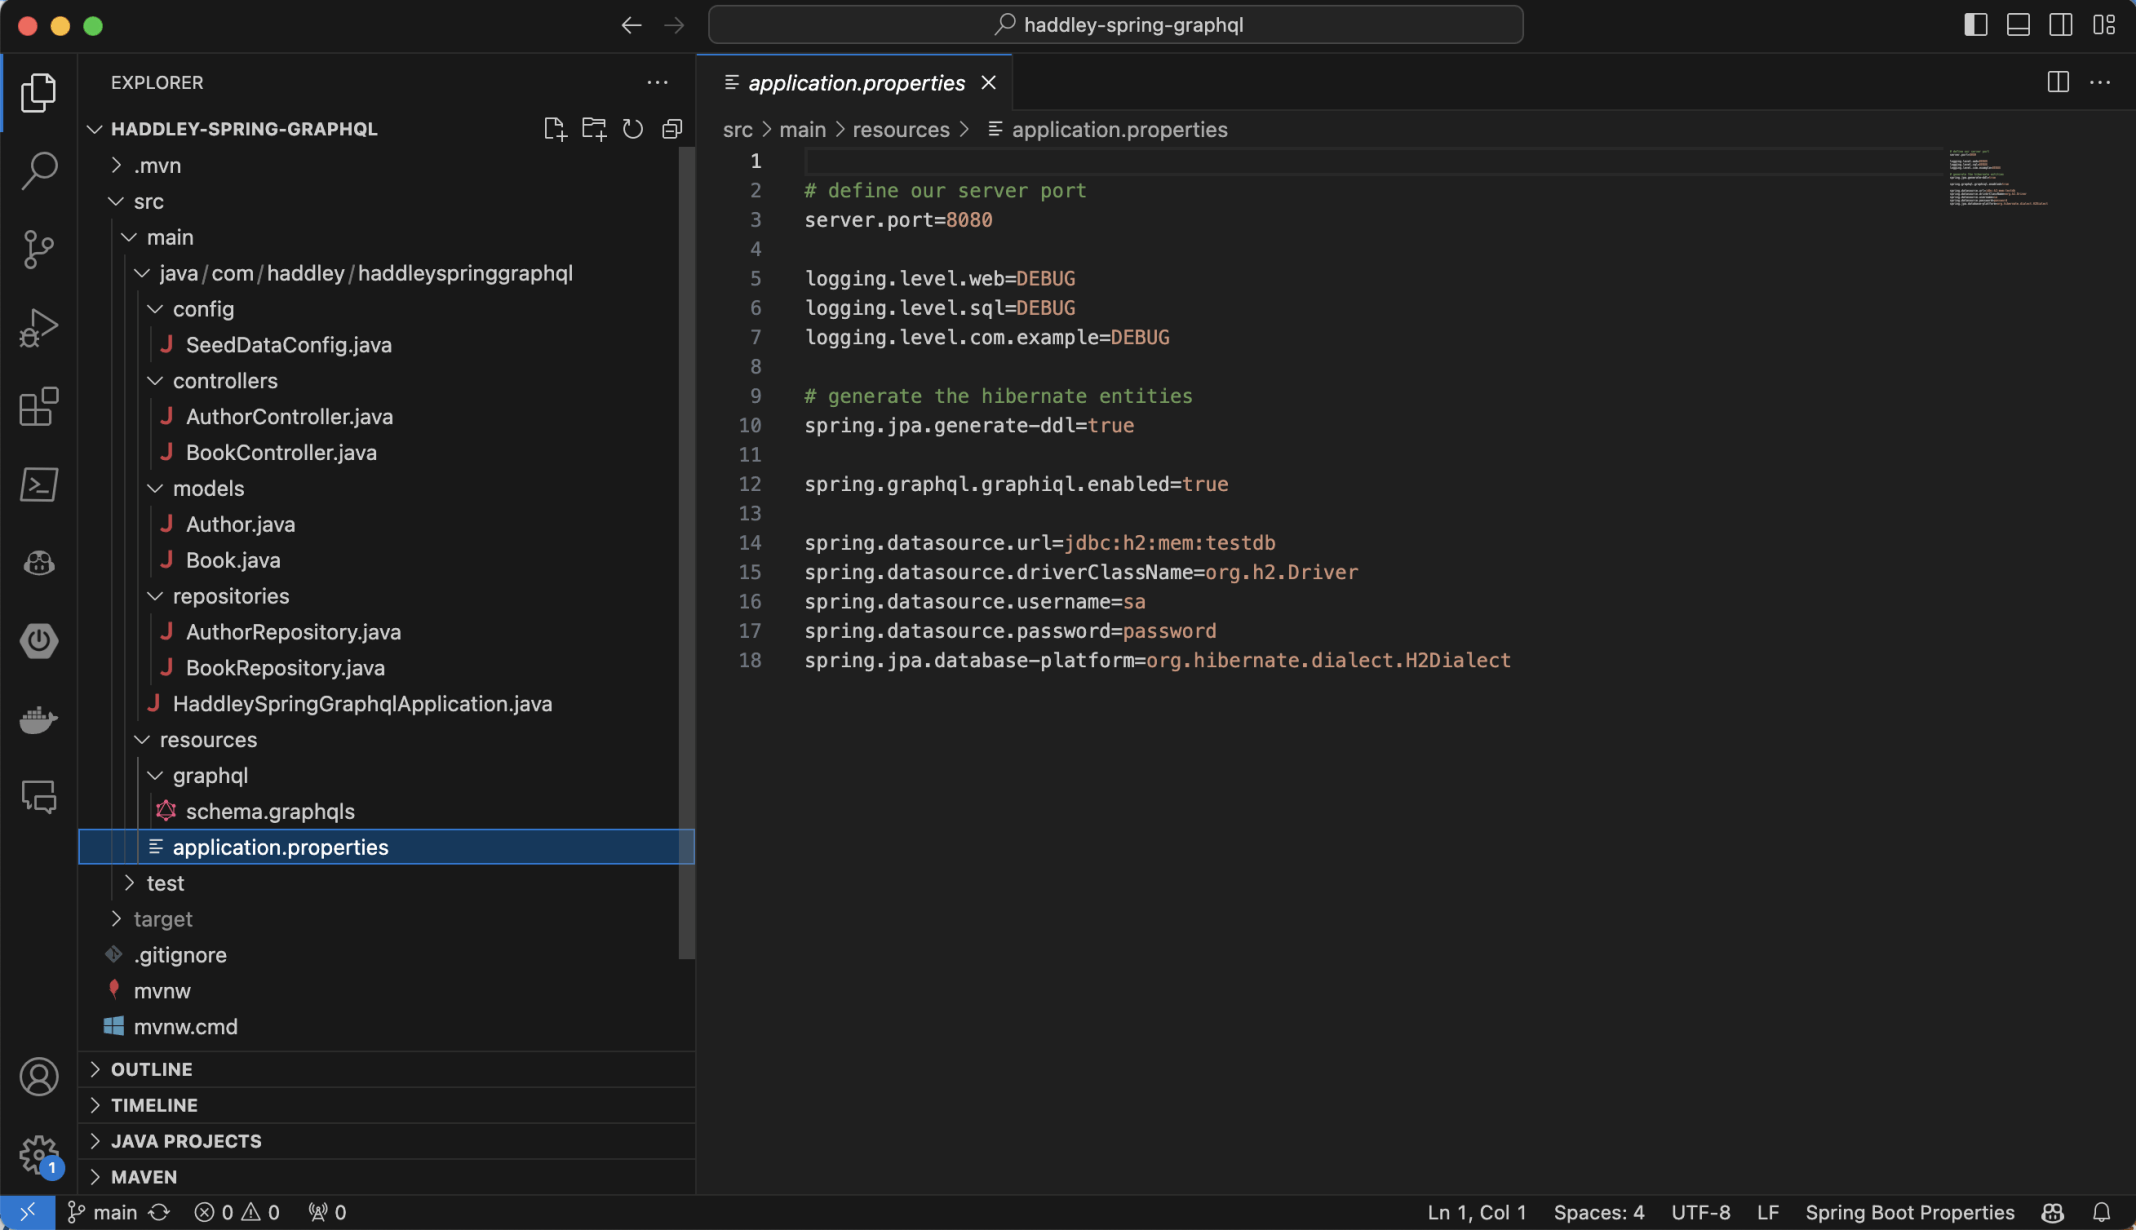 haddley-spring-graphql
EXPLORER
HADDLEY-SPRING-GRAPHQL
.mvn
src
main
java/com/haddley/haddleyspringgraphql
config
SeedDataConfig.java
controllers
AuthorController.java
BookController.java
models
Author.java
Book.java
repositories
AuthorRepository.java
BookRepository.java
HaddleySpringGraphqlApplication.java
resources
graphql
schema.graphqls
application.properties
test
target
.gitignore
mvnw
mvnw.cmd
OUTLINE
TIMELINE
JAVA PROJECTS
MAVEN
1
application.properties
src > main > resources > application.properties
1
2 # define our server port
3 server.port=8080
4
5 logging.level.web=DEBUG
6 logging.level.sql=DEBUG
7 logging.level.com.example=DEBUG
8
9 # generate the hibernate entities
10 spring.jpa.generate-ddl=true
11
12 spring.graphql.graphiql.enabled=true
13
14 spring.datasource.url=jdbc:h2:mem:testdb
15 spring.datasource.driverClassName=org.h2.Driver
16 spring.datasource.username=sa
17 spring.datasource.password=password
18 spring.jpa.database-platform=org.hibernate.dialect.H2Dialect
main 0 0 0 Ln 1, Col 1 Spaces: 4 UTF-8 LF Spring Boot Properties